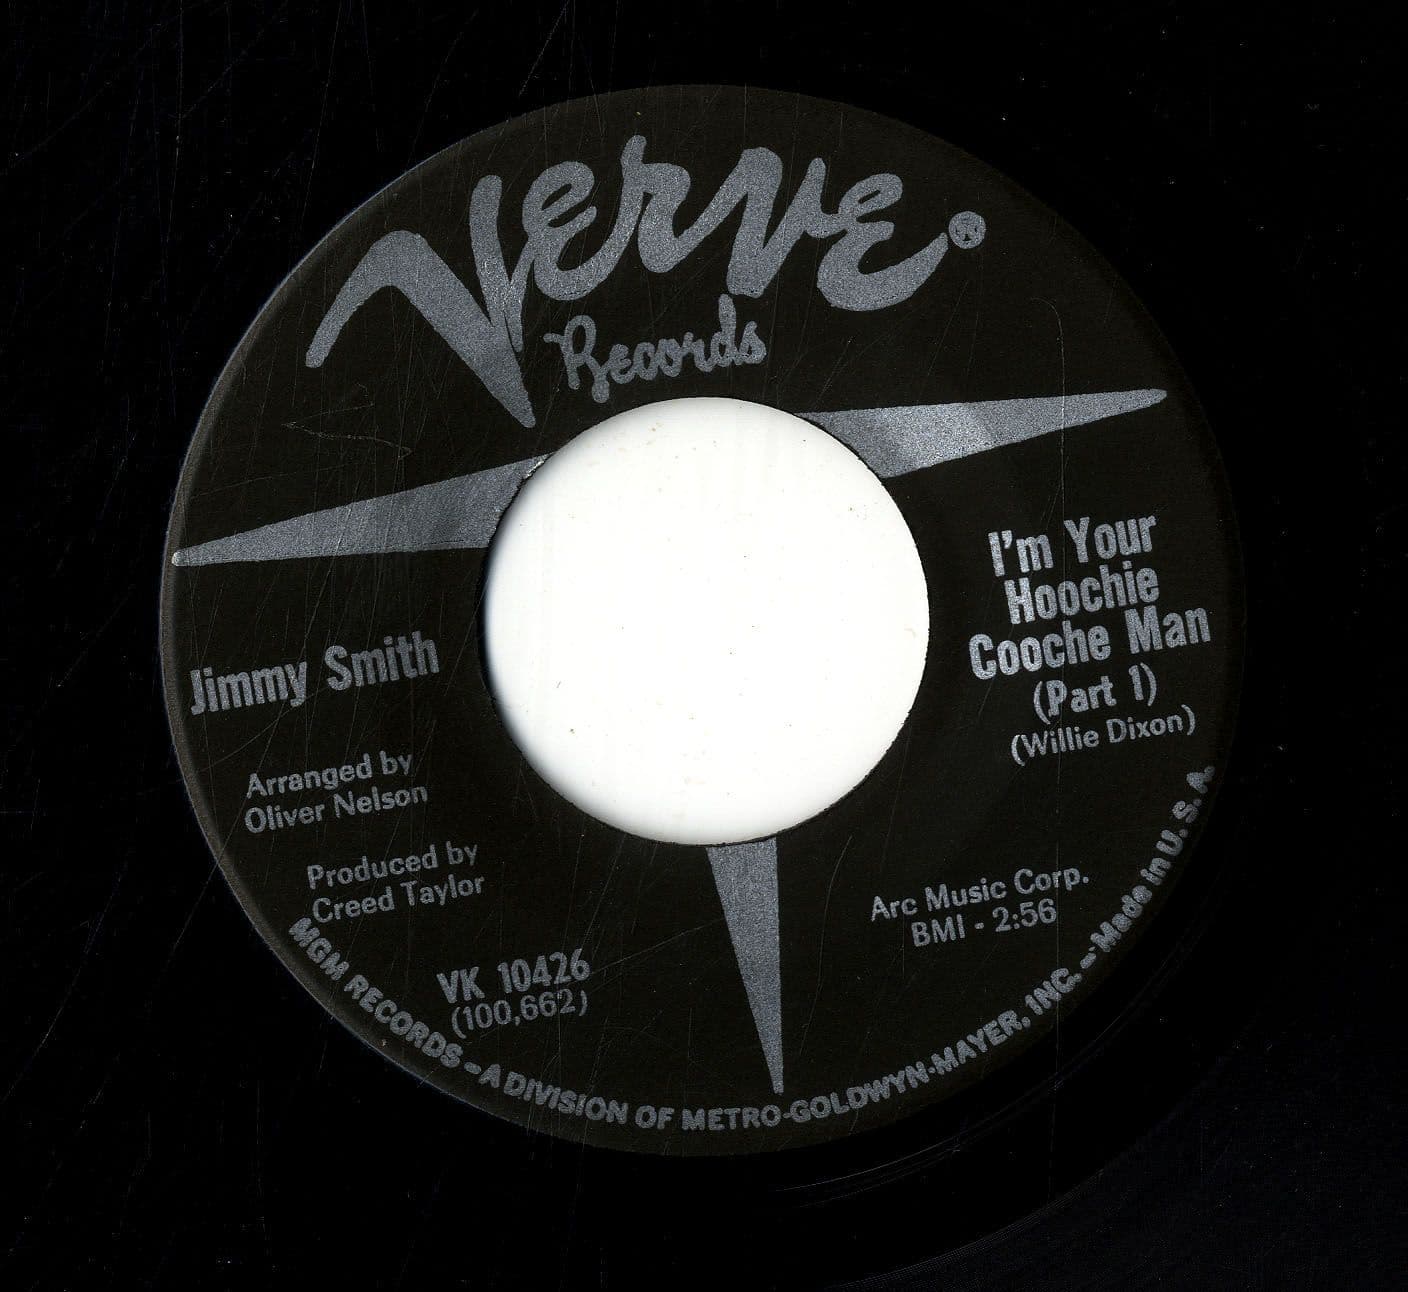 Verve ®
Records
I'm Your
Hoochie
Cooche Man
(Part 1)
(Willie Dixon)
Jimmy Smith
Arranged by
Oliver Nelson
Produced by
Creed Taylor
Arc Music Corp.
BMI - 2:56
VK 10426
(100,662)
MGM RECORDS - A DIVISION OF METRO-GOLDWYN-MAYER, INC. - Made in U. S. A.